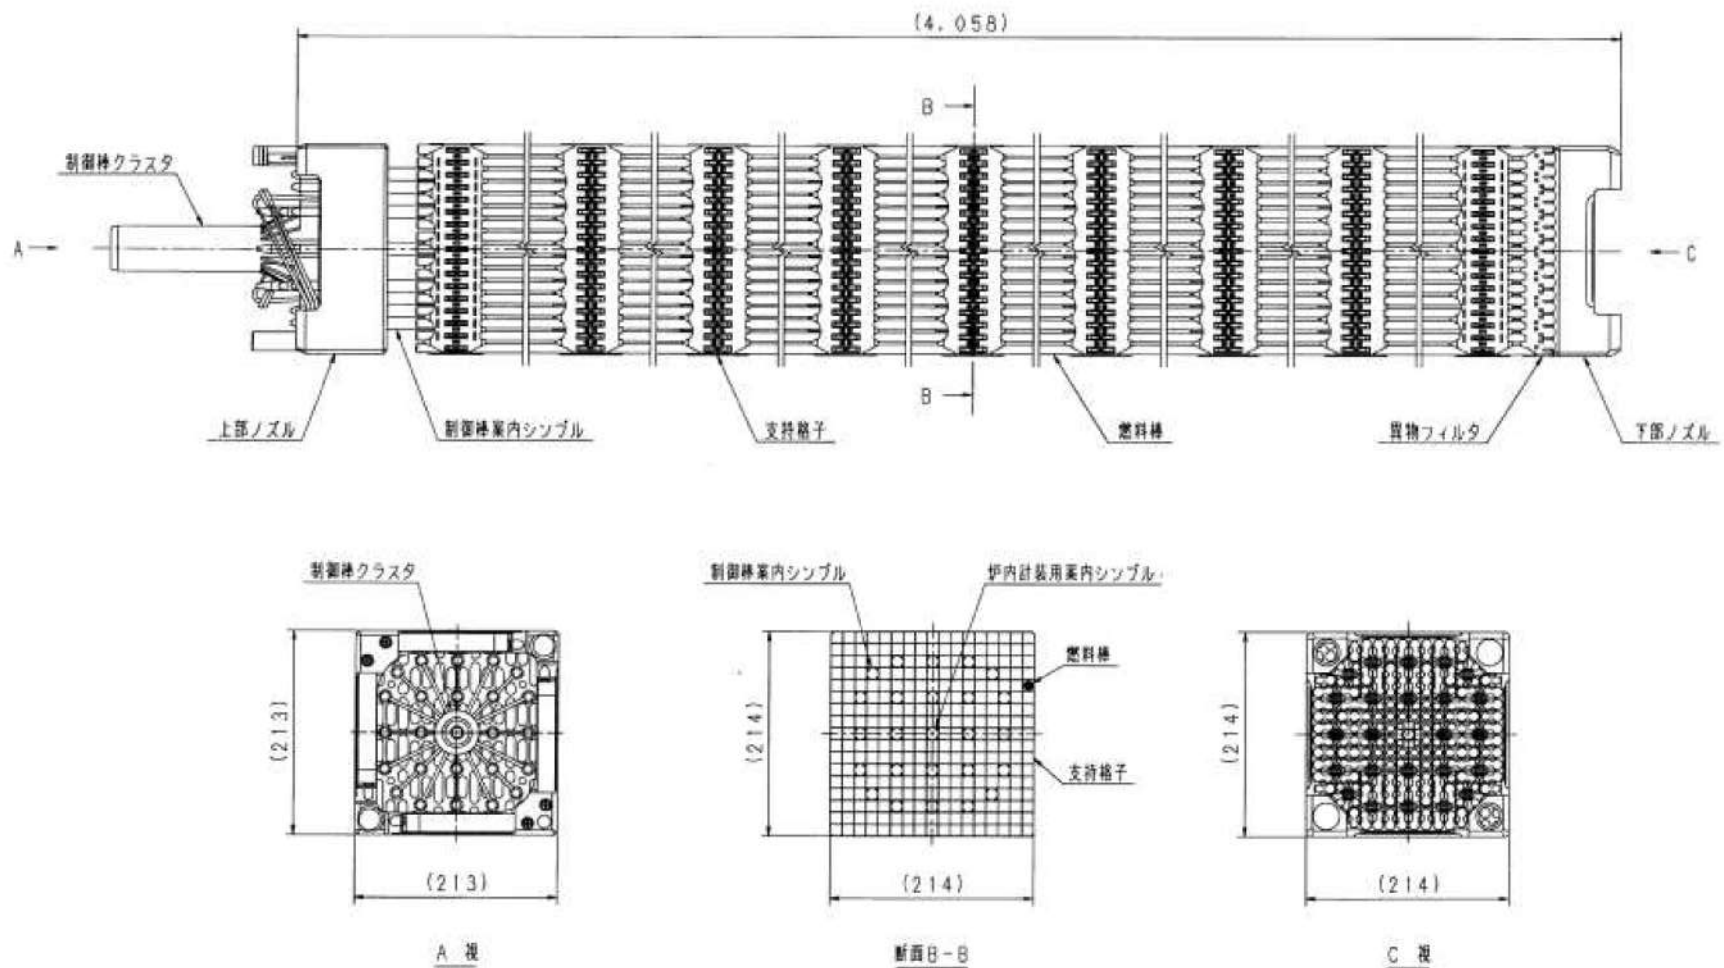 (4,058)
B
制御棒クラスタ
A
C
B
上部ノズル
制御棒案内シンブル
支持格子
燃料棒
異物フィルタ
下部ノズル
制御棒クラスタ
制御棒案内シンブル
炉内計装用案内シンブル
燃料棒
支持格子
(213)
(214)
(214)
(213)
(214)
(214)
A 視
断面B-B
C 視